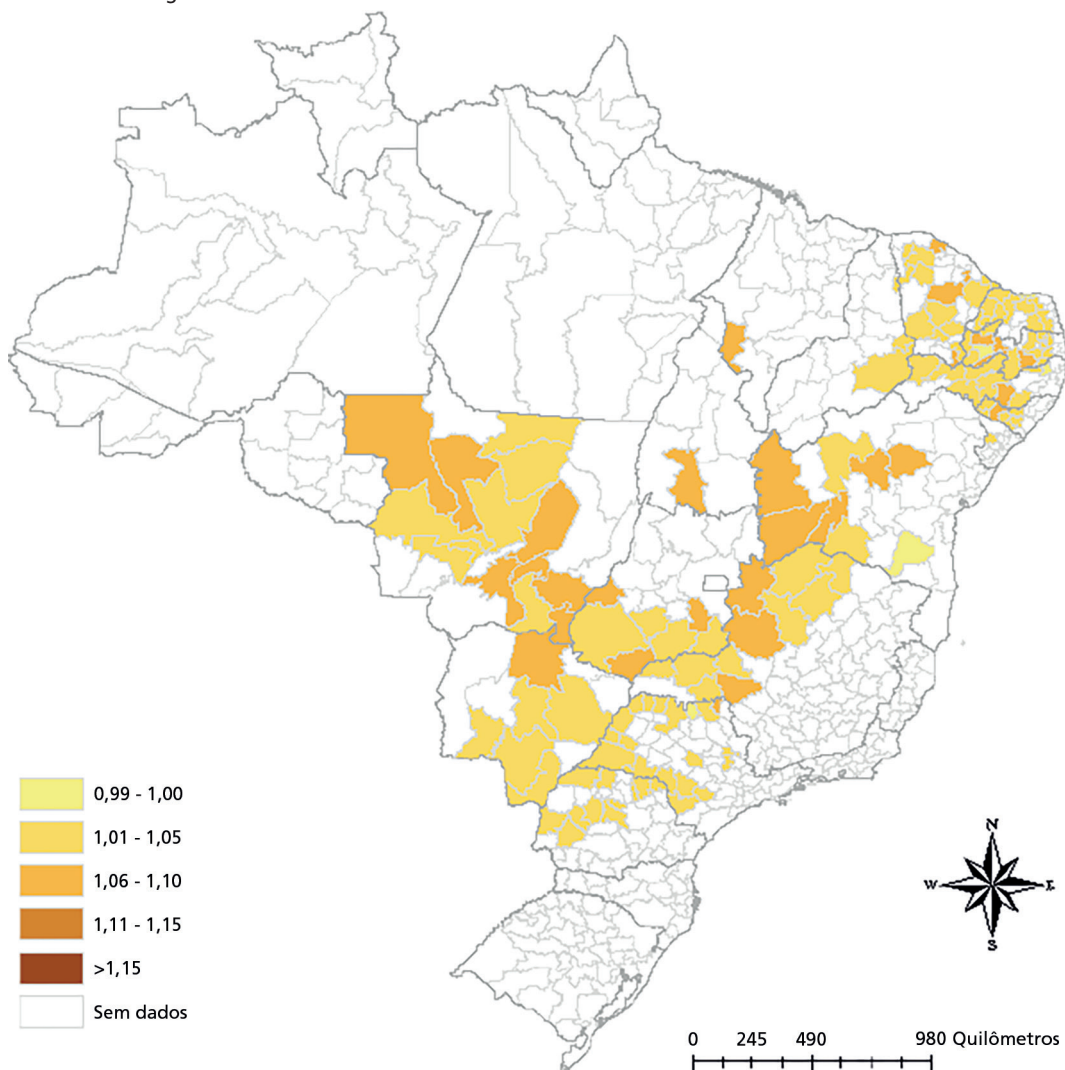 0,99 - 1,00
1,01 - 1,05
1,06 - 1,10
1,11 - 1,15
>1,15
Sem dados
N
W E
S
0 245 490 980 Quilômetros